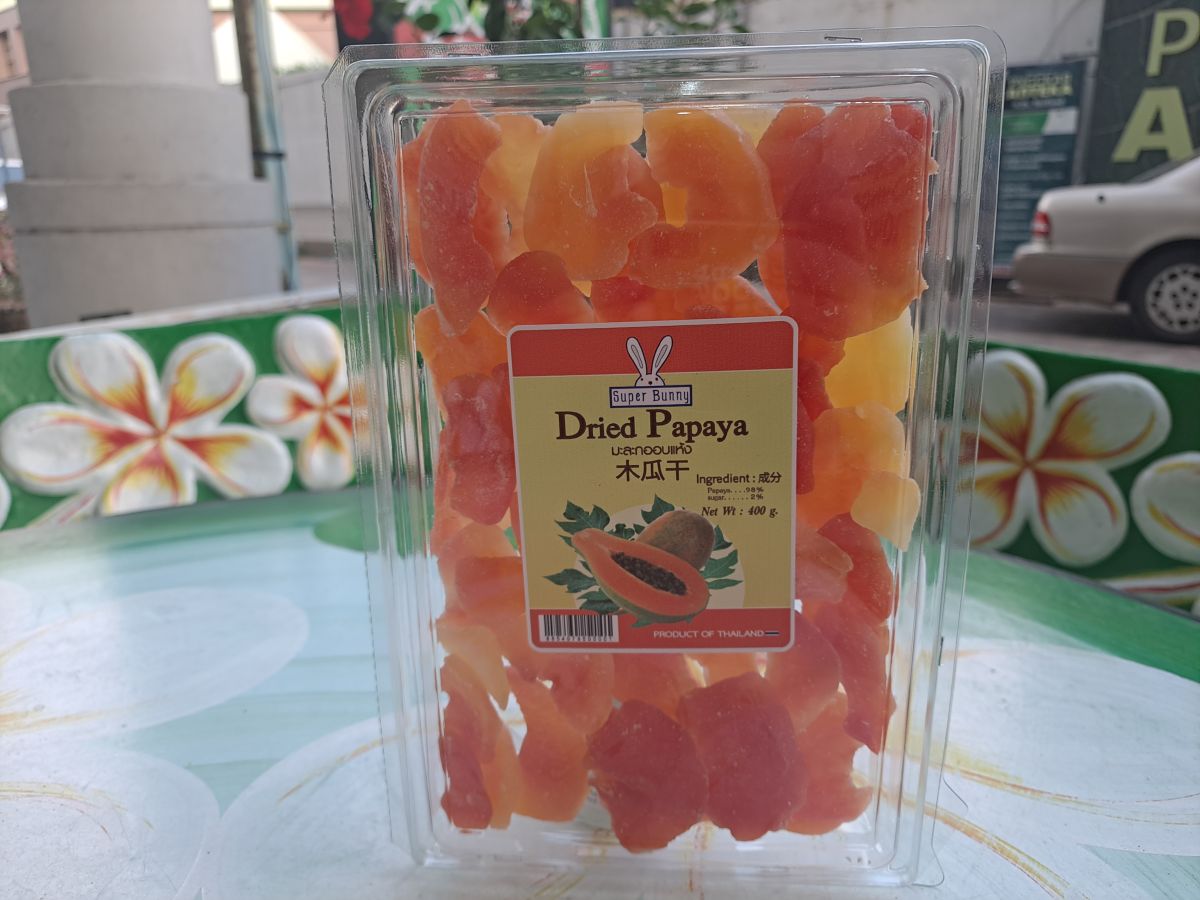 P
A
Super Bunny
Dried Papaya
มะละกออบแห้ง
木瓜干
Ingredient : 成分
Papaya....98%
sugar.......2%
Net Wt : 400 g.
PRODUCT OF THAILAND